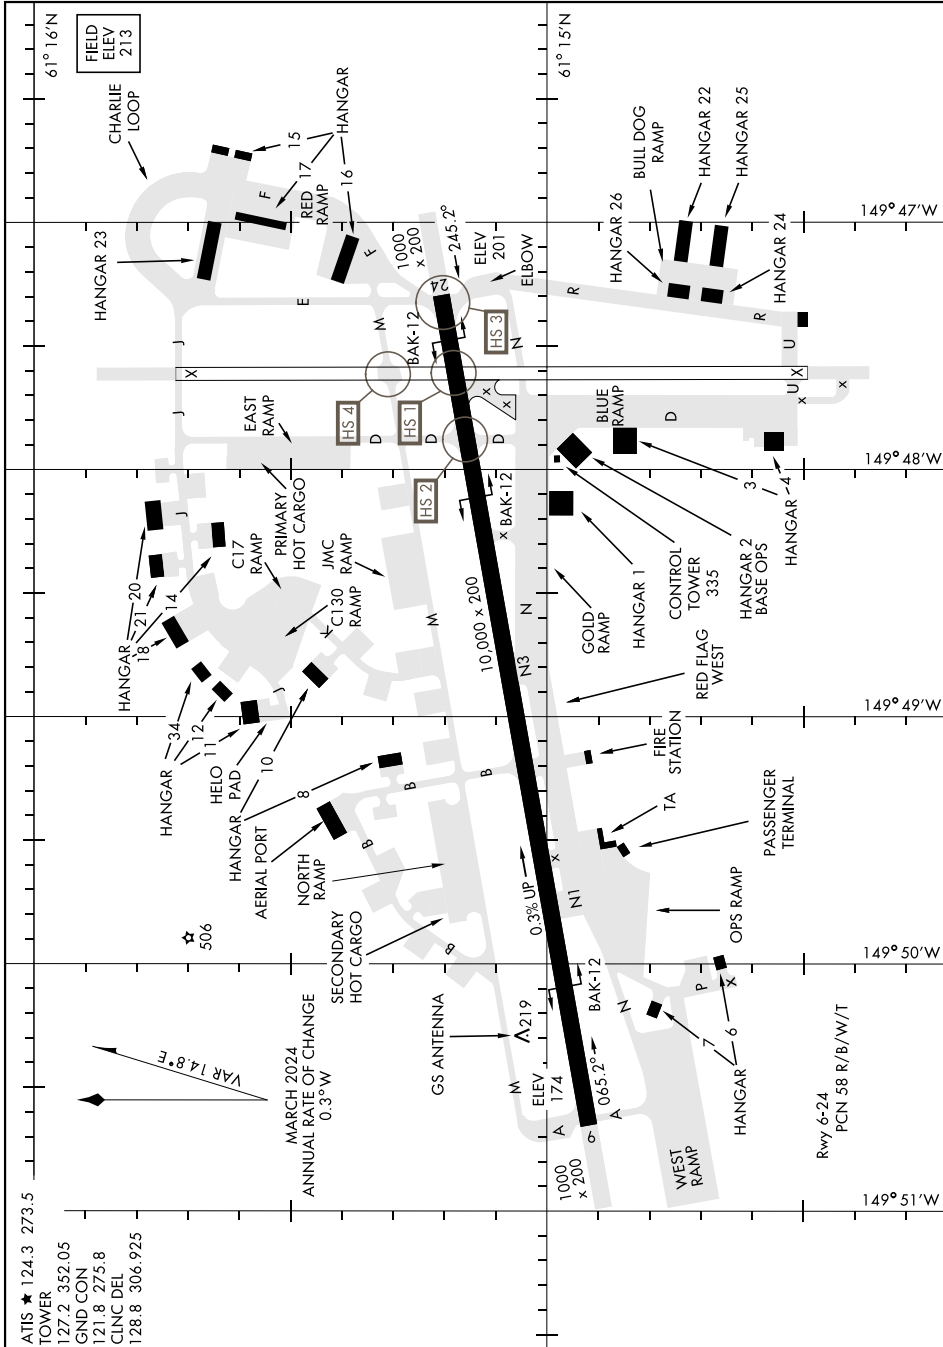 ATIS ★ 124.3 273.5
TOWER
127.2 352.05
GND CON
121.8 275.8
CLNC DEL
128.8 306.925
VAR 14.8°E
MARCH 2024
ANNUAL RATE OF CHANGE
0.3°W
506
FIELD
ELEV
213
61°16'N
61°15'N
CHARLIE
LOOP
HANGAR 23
15
17
16
HANGAR
RED
RAMP
F
F
E
J
J
J
J
X
X
EAST
RAMP
PRIMARY
HOT CARGO
C17
RAMP
C130
RAMP
JMC
RAMP
K
HANGAR
20
21
14
18
HANGAR
34
12
11
HELO
PAD
HANGAR
10
8
AERIAL PORT
NORTH
RAMP
SECONDARY
HOT CARGO
GS ANTENNA
219
B
B
B
B
M
M
M
D
D
D
D
HS 4
HS 1
HS 2
HS 3
1000
x 200
245.2°
ELEV
201
ELBOW
24
BAK-12
BAK-12
BAK-12
10,000 x 200
0.3% UP
065.2°
6
ELEV
174
1000
x 200
A
A
N
N
N
N3
N1
x
x
x
x
x
x
X
R
R
U
U
P
HANGAR 26
BULL DOG
RAMP
HANGAR 22
HANGAR 25
HANGAR 24
BLUE
RAMP
3
4
HANGAR
HANGAR 2
BASE OPS
CONTROL
TOWER
335
HANGAR 1
GOLD
RAMP
RED FLAG
WEST
FIRE
STATION
TA
PASSENGER
TERMINAL
OPS RAMP
7
6
HANGAR
WEST
RAMP
Rwy 6-24
PCN 58 R/B/W/T
149°47'W
149°48'W
149°49'W
149°50'W
149°51'W